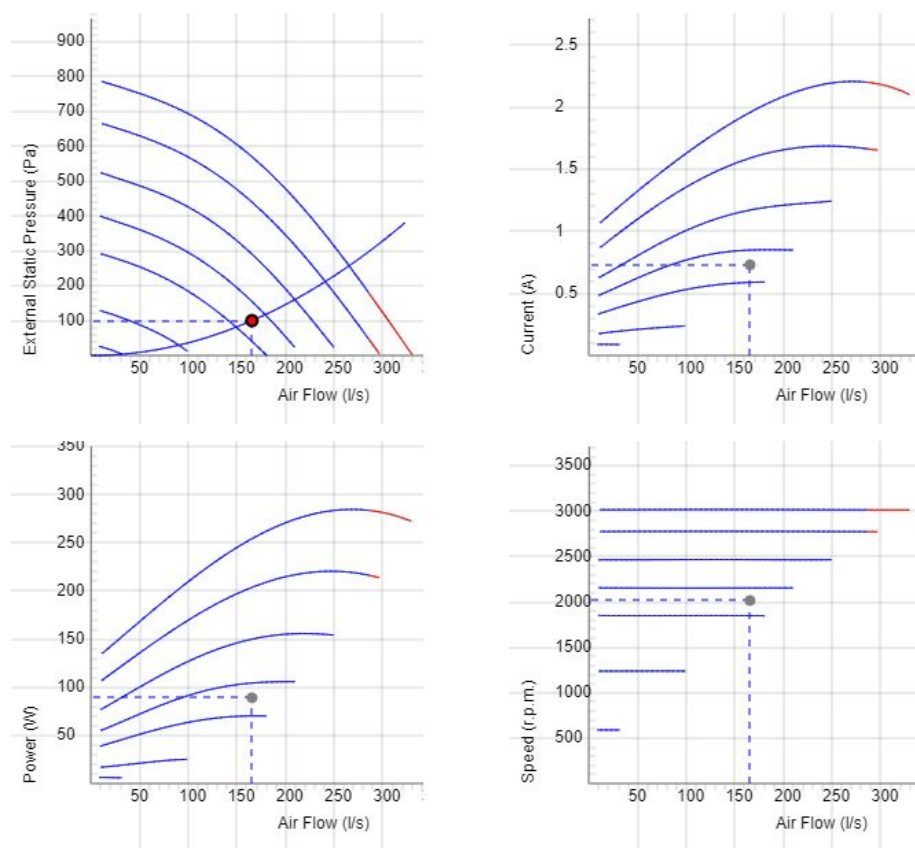 900
800
700
600
500
400
300
200
100
External Static Pressure (Pa)
50 100 150 200 250 300
Air Flow (l/s)
2.5
2
1.5
1
0.5
Current (A)
50 100 150 200 250 300
Air Flow (l/s)
350
300
250
200
150
100
50
Power (W)
50 100 150 200 250 300
Air Flow (l/s)
3500
3000
2500
2000
1500
1000
500
Speed (r.p.m.)
50 100 150 200 250 300
Air Flow (l/s)